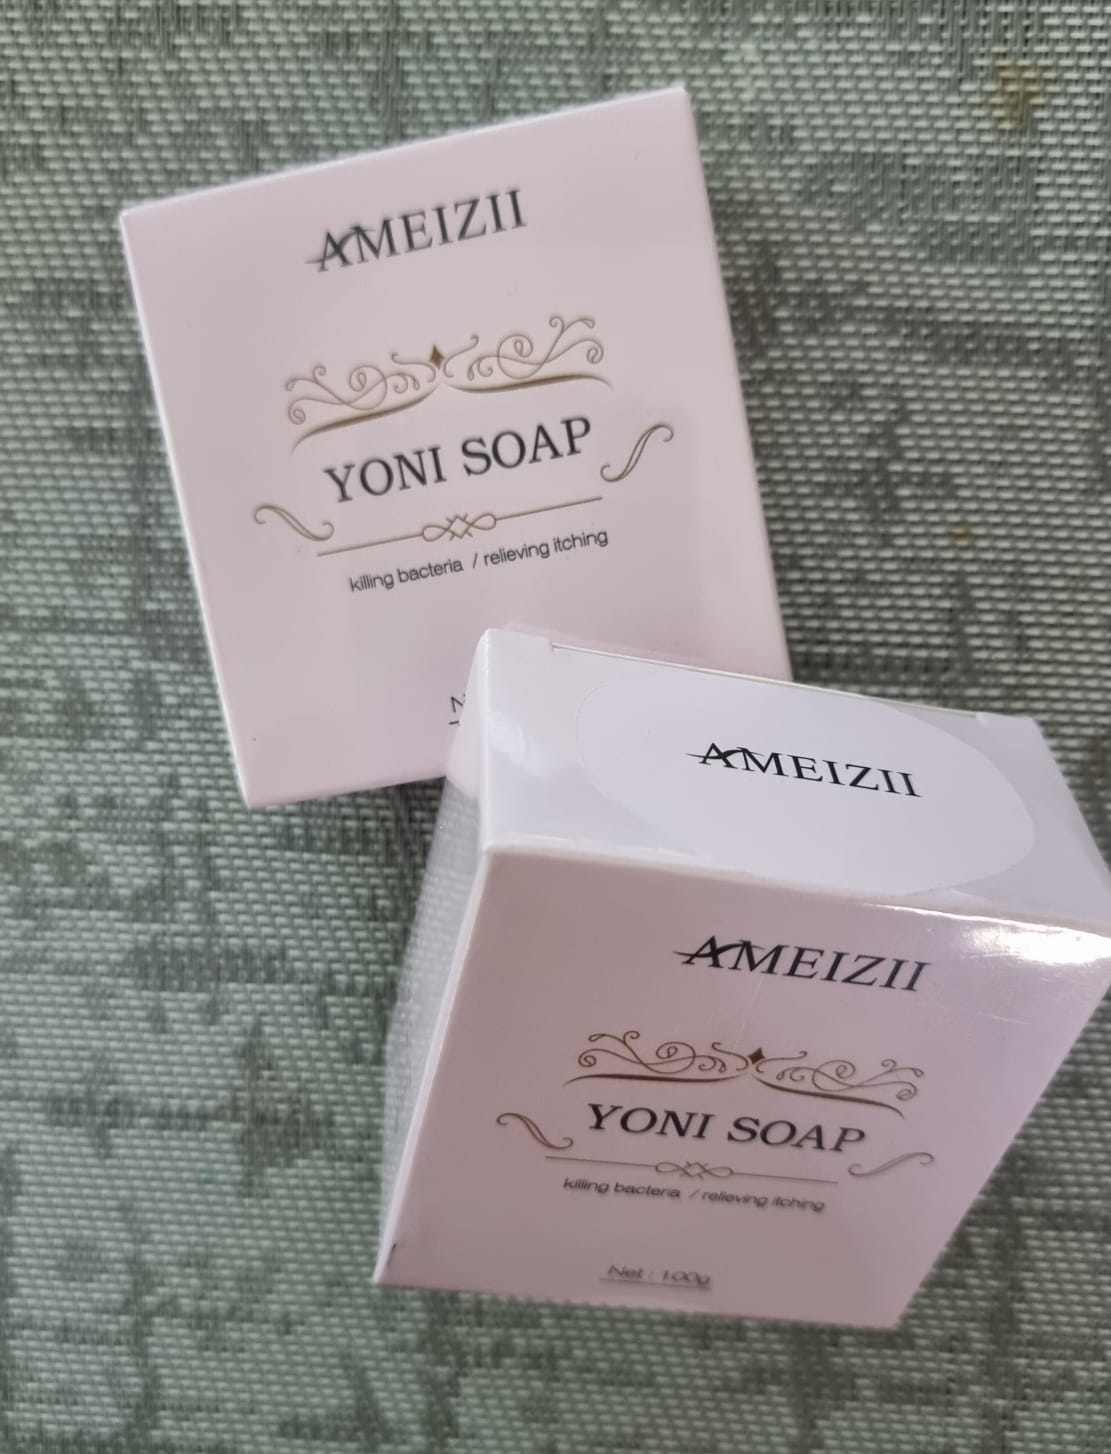 AMEIZII
YONI SOAP
killing bacteria / relieving itching
AMEIZII
AMEIZII
YONI SOAP
killing bacteria / relieving itching
Net : 100g